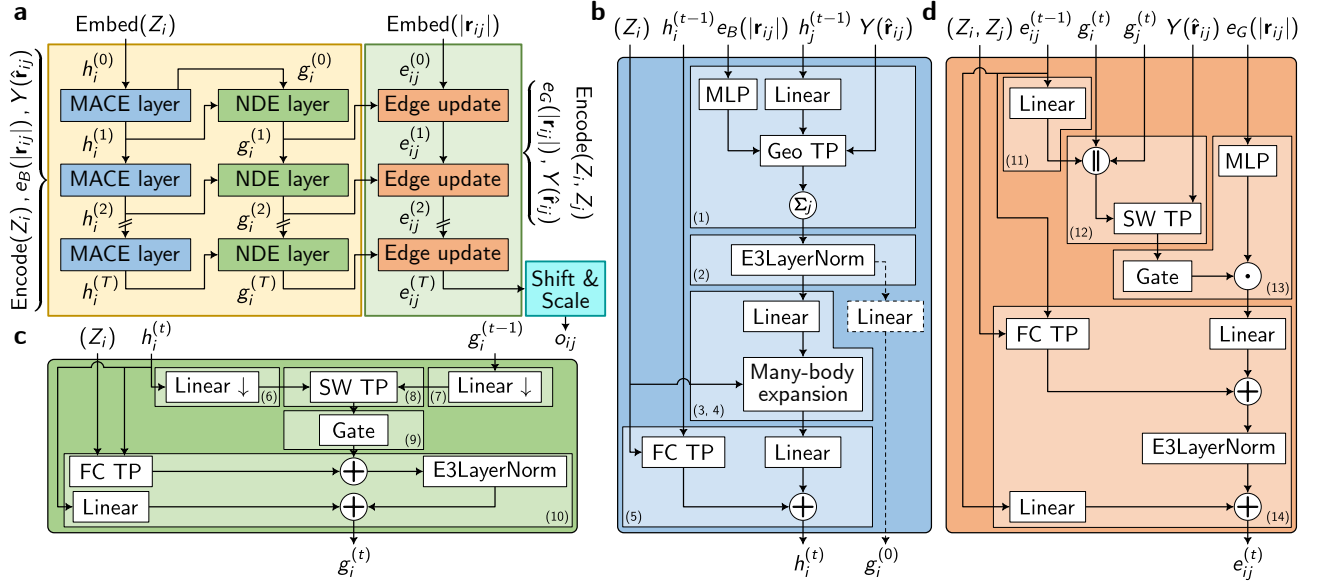 a
Embed(Z_i)
Embed(|r_ij|)
Encode(Z_i) , e_B(|r_ij|) , Y(r̂_ij)
h_i^(0)
g_i^(0)
e_ij^(0)
MACE layer
NDE layer
Edge update
h_i^(1)
g_i^(1)
e_ij^(1)
MACE layer
NDE layer
Edge update
h_i^(2)
g_i^(2)
e_ij^(2)
MACE layer
NDE layer
Edge update
h_i^(T)
g_i^(T)
e_ij^(T)
e_G(|r_ij|) , Y(r̂_ij)
Encode(Z_i, Z_j)
Shift &
Scale
o_ij
c
(Z_i)
h_i^(t)
g_i^(t−1)
Linear ↓
(6)
SW TP
(8)
(7)
Linear ↓
Gate
(9)
FC TP
+
E3LayerNorm
Linear
+
(10)
g_i^(t)
b
(Z_i)
h_i^(t−1)
e_B(|r_ij|)
h_j^(t−1)
Y(r̂_ij)
MLP
Linear
Geo TP
Σ_j
(1)
E3LayerNorm
(2)
Linear
Linear
Many-body
expansion
(3, 4)
FC TP
Linear
+
(5)
h_i^(t)
g_i^(0)
d
(Z_i, Z_j)
e_ij^(t−1)
g_i^(t)
g_j^(t)
Y(r̂_ij)
e_G(|r_ij|)
Linear
(11)
||
MLP
SW TP
(12)
Gate
·
(13)
FC TP
Linear
+
E3LayerNorm
Linear
+
(14)
e_ij^(t)